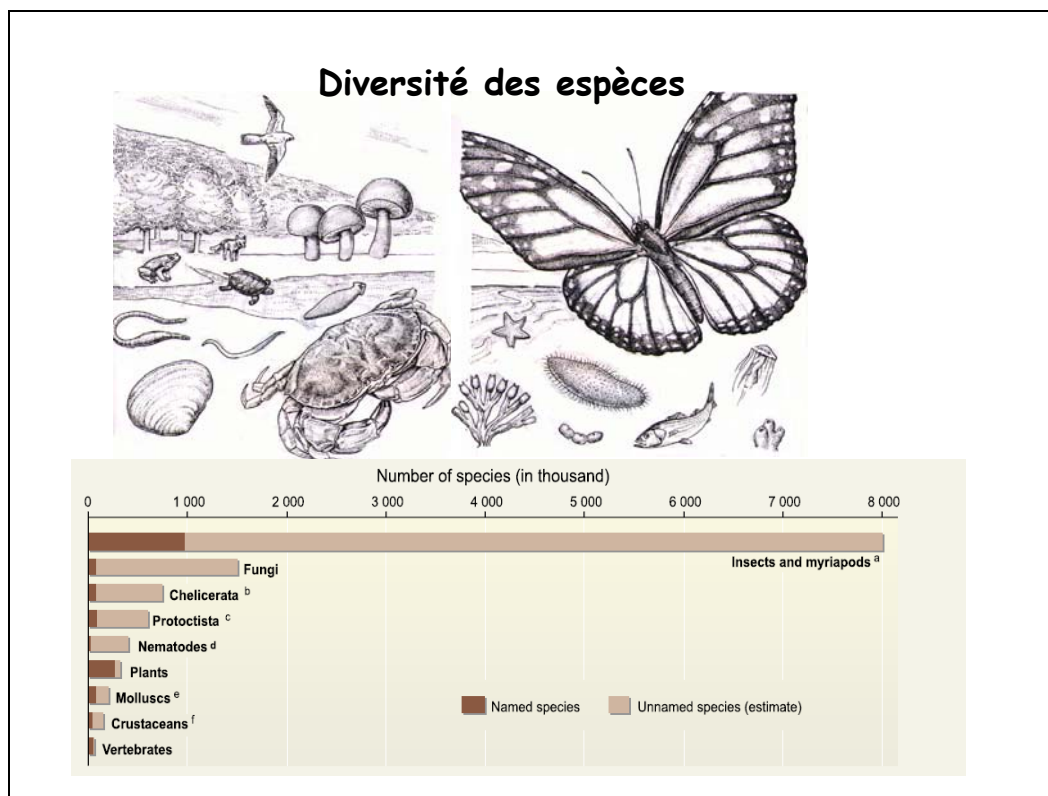 Diversité des espèces
Number of species (in thousand)
0 1 000 2 000 3 000 4 000 5 000 6 000 7 000 8 000
Insects and myriapods a
Fungi
Chelicerata b
Protoctista c
Nematodes d
Plants
Molluscs e
Crustaceans f
Vertebrates
Named species
Unnamed species (estimate)